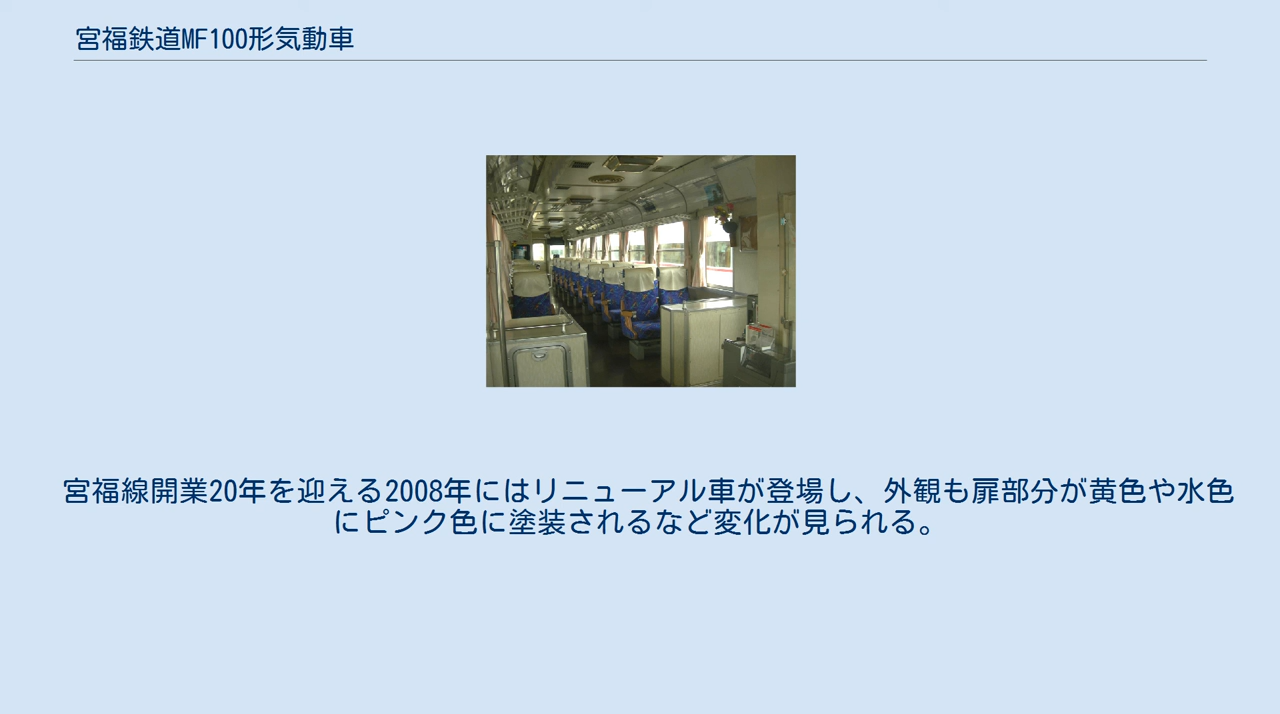 宮福鉄道MF100形気動車
宮福線開業20年を迎える2008年にはリニューアル車が登場し、外観も扉部分が黄色や水色
にピンク色に塗装されるなど変化が見られる。